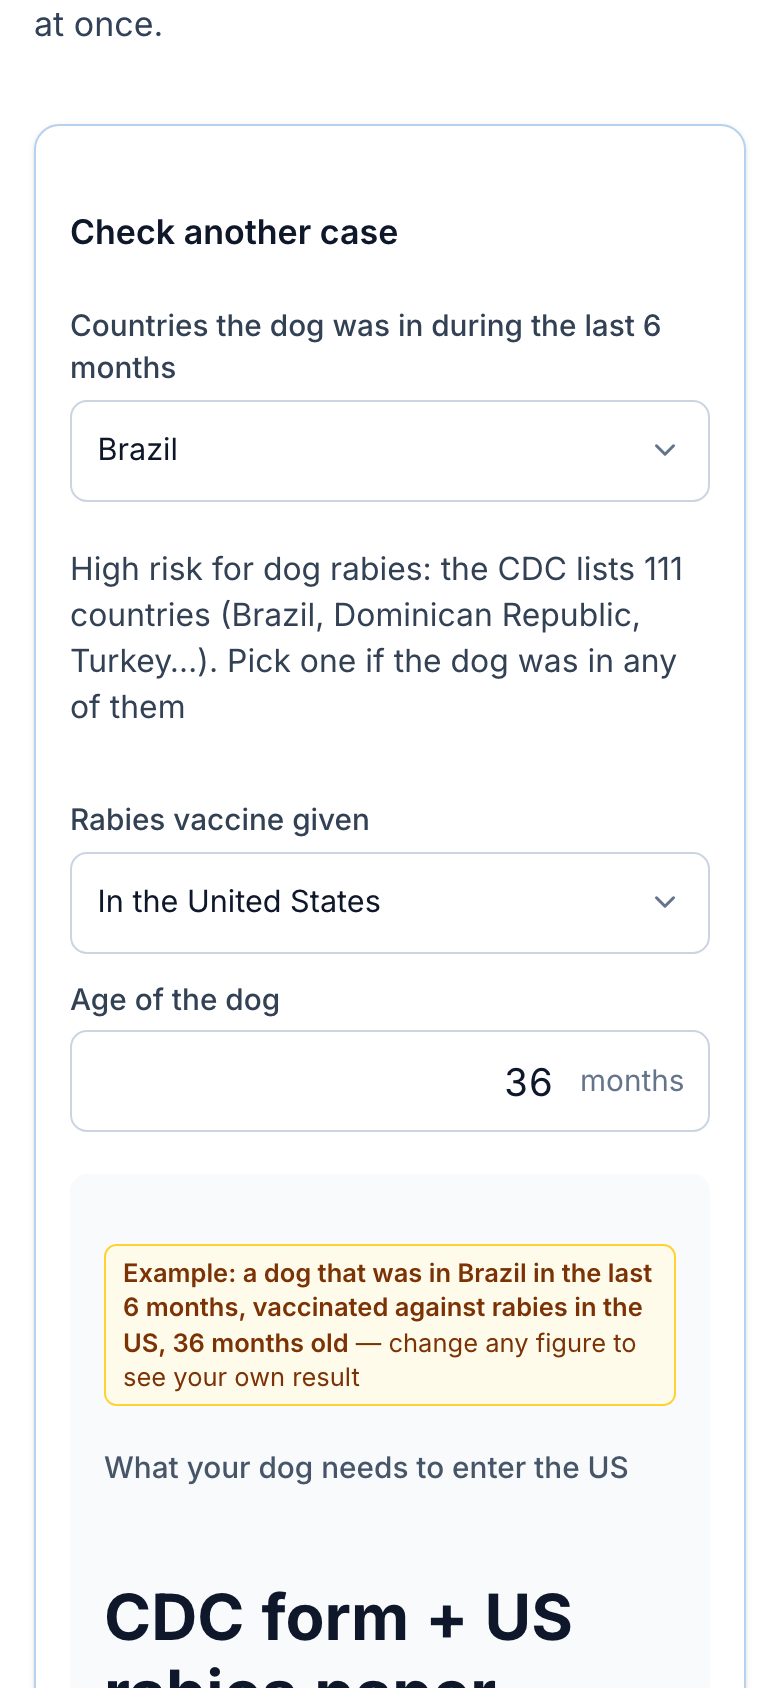 at once.
Check another case
Countries the dog was in during the last 6
months
Brazil
High risk for dog rabies: the CDC lists 111
countries (Brazil, Dominican Republic,
Turkey...). Pick one if the dog was in any
of them
Rabies vaccine given
In the United States
Age of the dog
36 months
Example: a dog that was in Brazil in the last
6 months, vaccinated against rabies in the
US, 36 months old — change any figure to
see your own result
What your dog needs to enter the US
CDC form + US
rabies paper